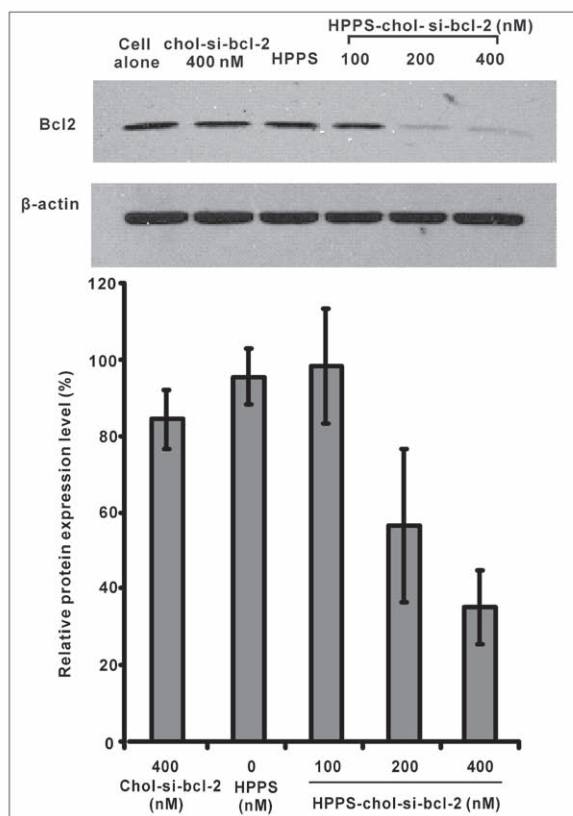 HPPS-chol- si-bcl-2 (nM)
Cell alone
chol-si-bcl-2 400 nM
HPPS
100 200 400
Bcl2
β-actin
Relative protein expression level (%)
120
100
80
60
40
20
0
400 0 100 200 400
Chol-si-bcl-2 (nM)
HPPS (nM)
HPPS-chol-si-bcl-2 (nM)